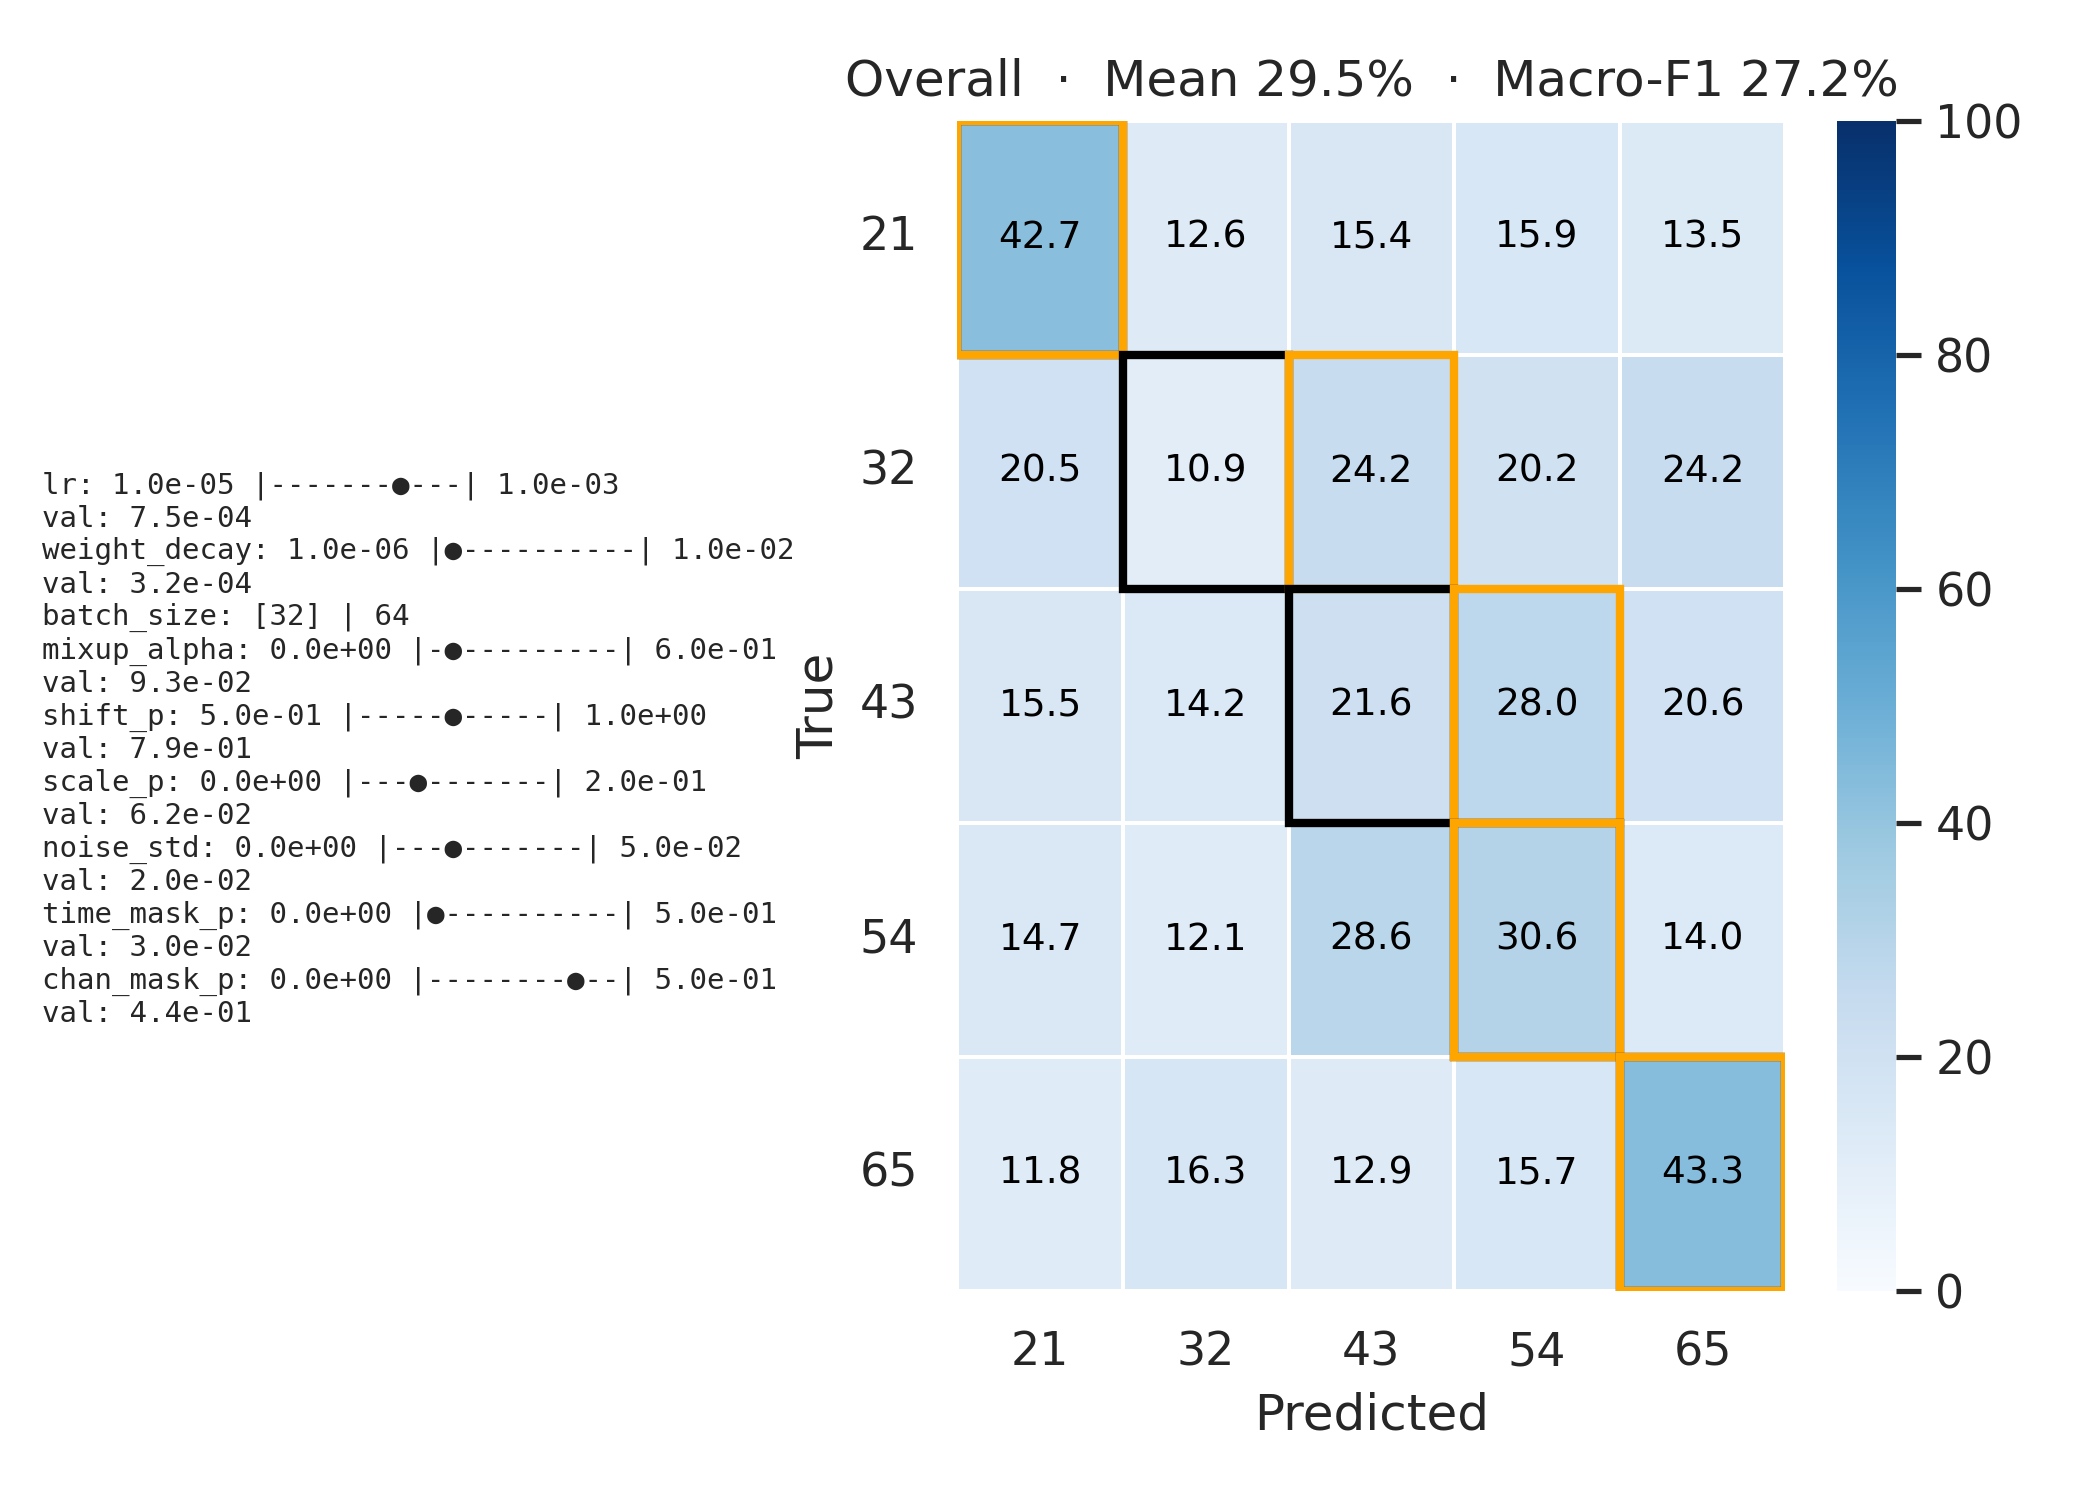 Overall · Mean 29.5% · Macro-F1 27.2%
lr: 1.0e-05 |-------●---| 1.0e-03
val: 7.5e-04
weight_decay: 1.0e-06 |●----------| 1.0e-02
val: 3.2e-04
batch_size: [32] | 64
mixup_alpha: 0.0e+00 |-●---------| 6.0e-01
val: 9.3e-02
shift_p: 5.0e-01 |-----●-----| 1.0e+00
val: 7.9e-01
scale_p: 0.0e+00 |---●-------| 2.0e-01
val: 6.2e-02
noise_std: 0.0e+00 |---●-------| 5.0e-02
val: 2.0e-02
time_mask_p: 0.0e+00 |●----------| 5.0e-01
val: 3.0e-02
chan_mask_p: 0.0e+00 |--------●--| 5.0e-01
val: 4.4e-01
True
21 42.7 12.6 15.4 15.9 13.5
32 20.5 10.9 24.2 20.2 24.2
43 15.5 14.2 21.6 28.0 20.6
54 14.7 12.1 28.6 30.6 14.0
65 11.8 16.3 12.9 15.7 43.3
21 32 43 54 65
Predicted
100
80
60
40
20
0